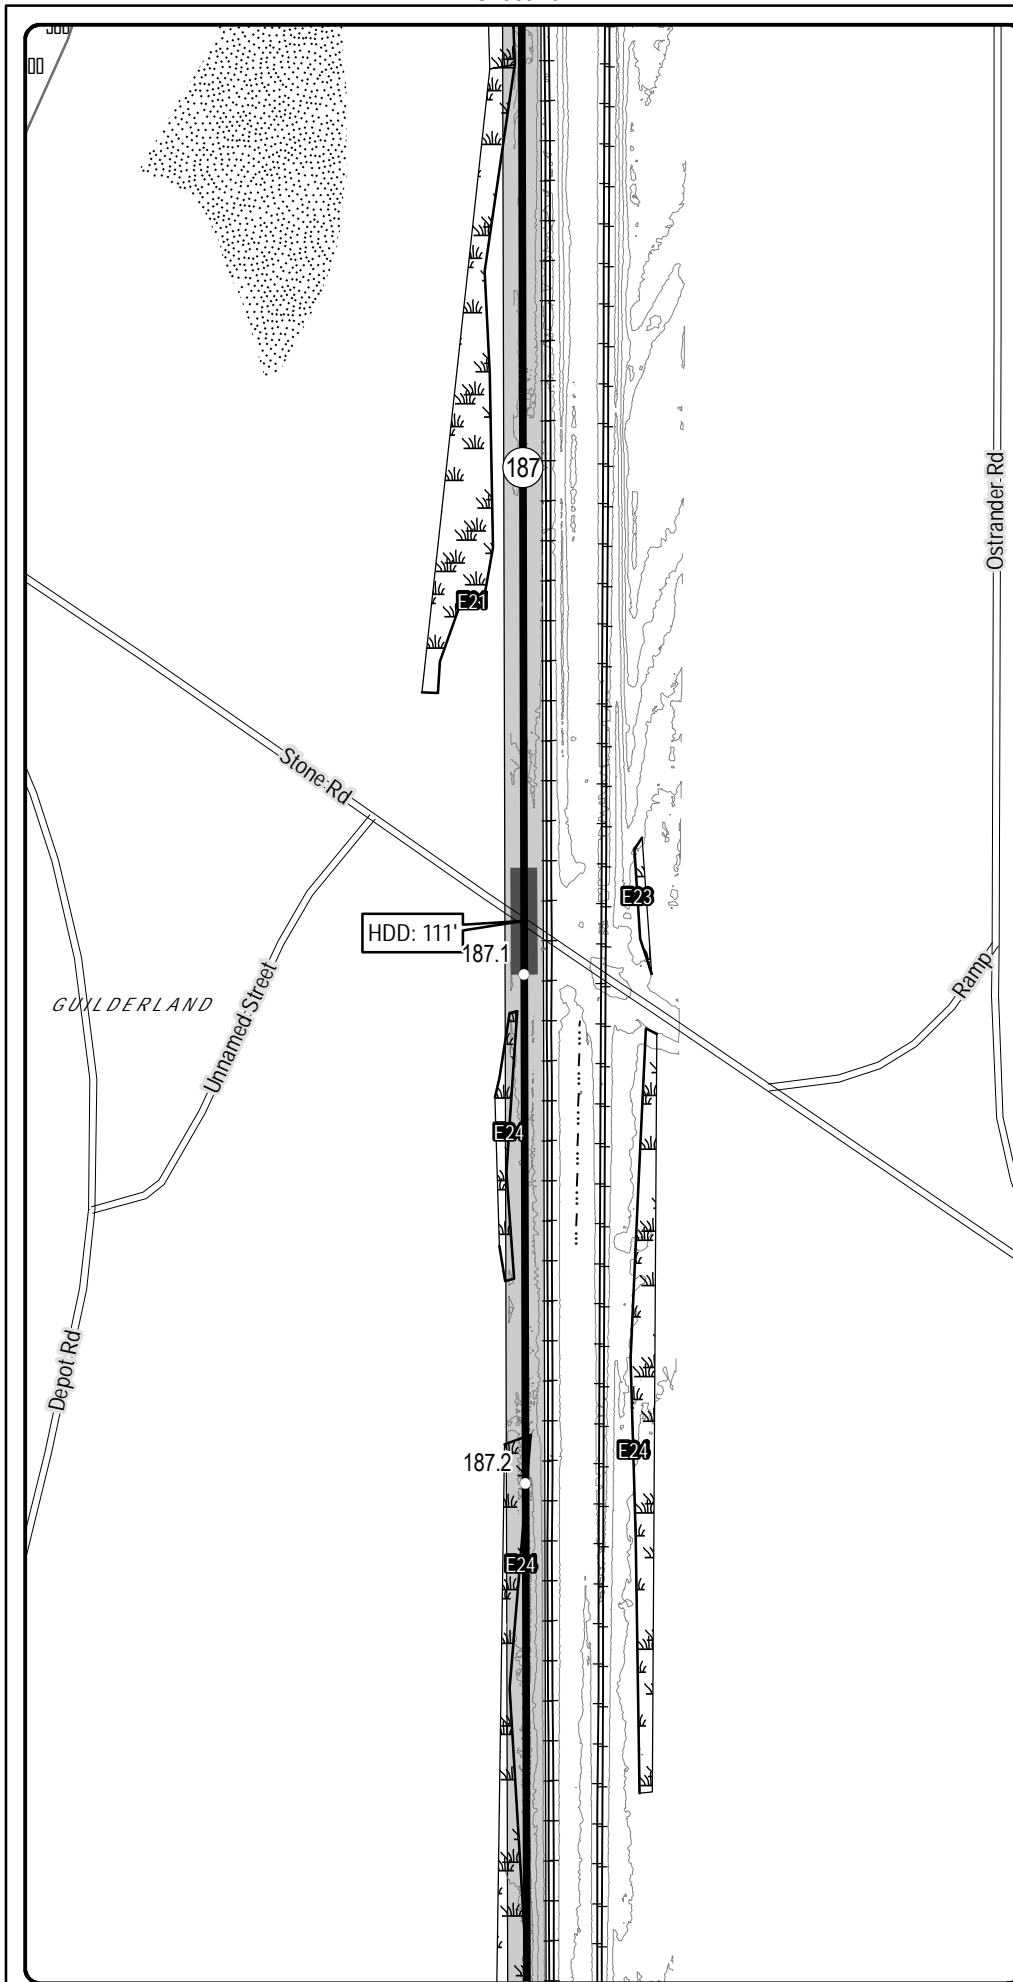 187
Ostrander Rd
E21
Stone Rd
E23
HDD: 111'
187.1
Ramp
GUILDERLAND
Unnamed Street
E24
Depot Rd
E24
187.2
E24